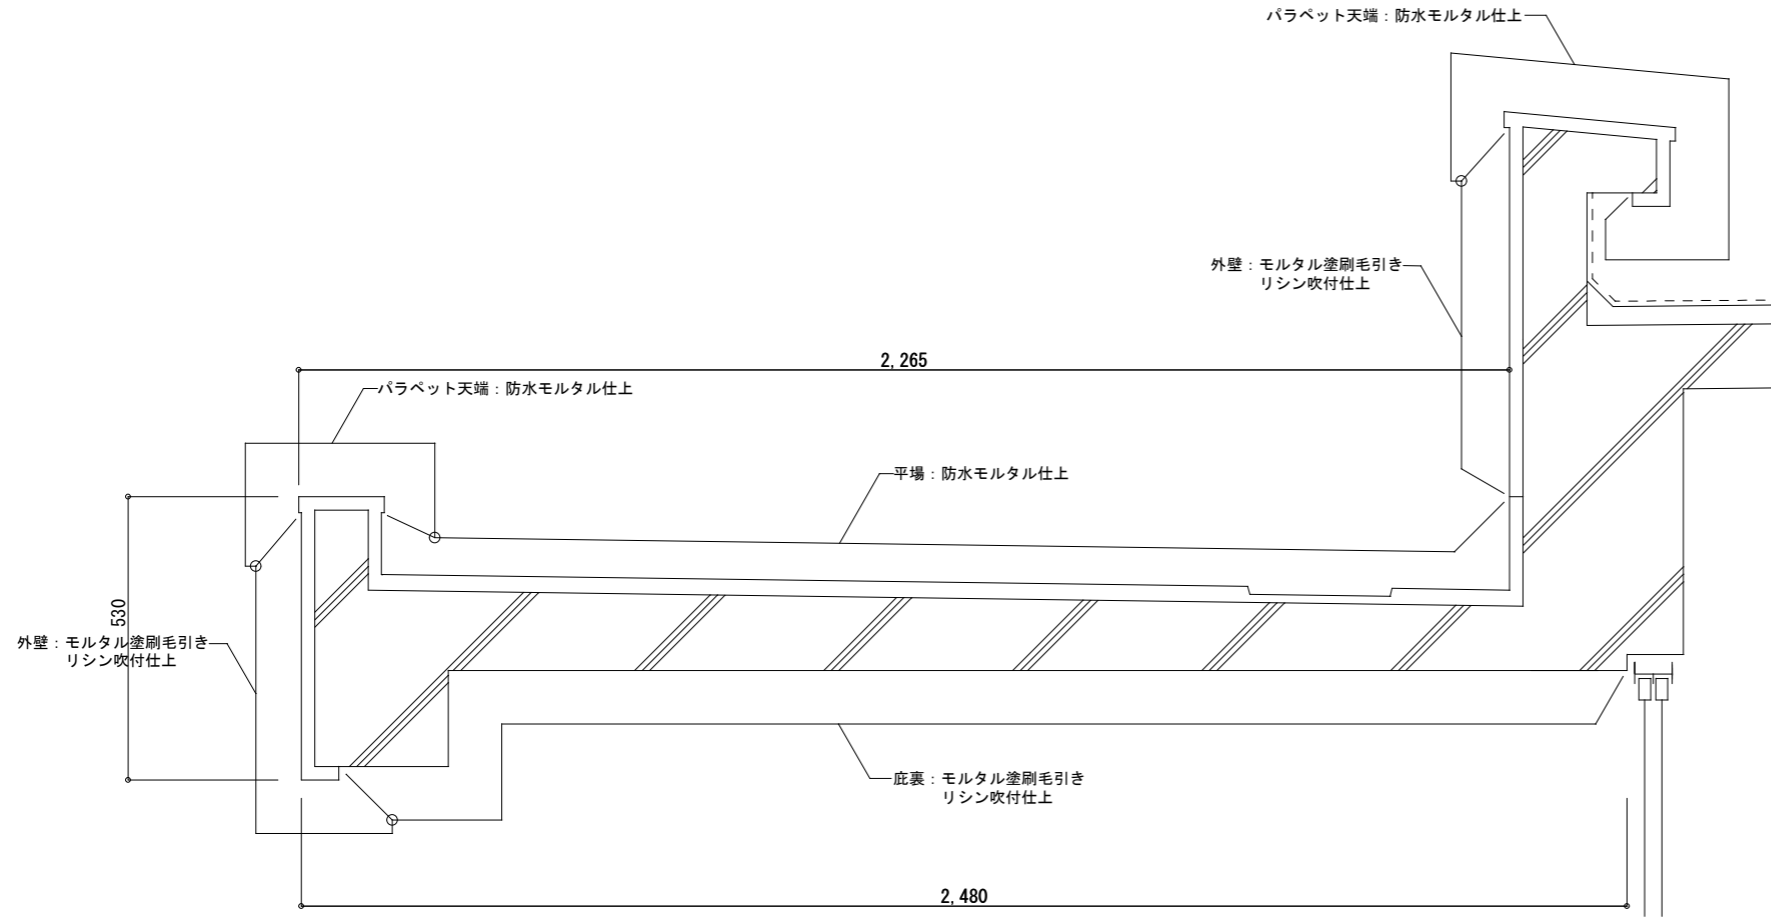 パラペット天端：防水モルタル仕上
外壁：モルタル塗刷毛引き
リシン吹付仕上
2,265
パラペット天端：防水モルタル仕上
平場：防水モルタル仕上
530
外壁：モルタル塗刷毛引き
リシン吹付仕上
庇裏：モルタル塗刷毛引き
リシン吹付仕上
2,480